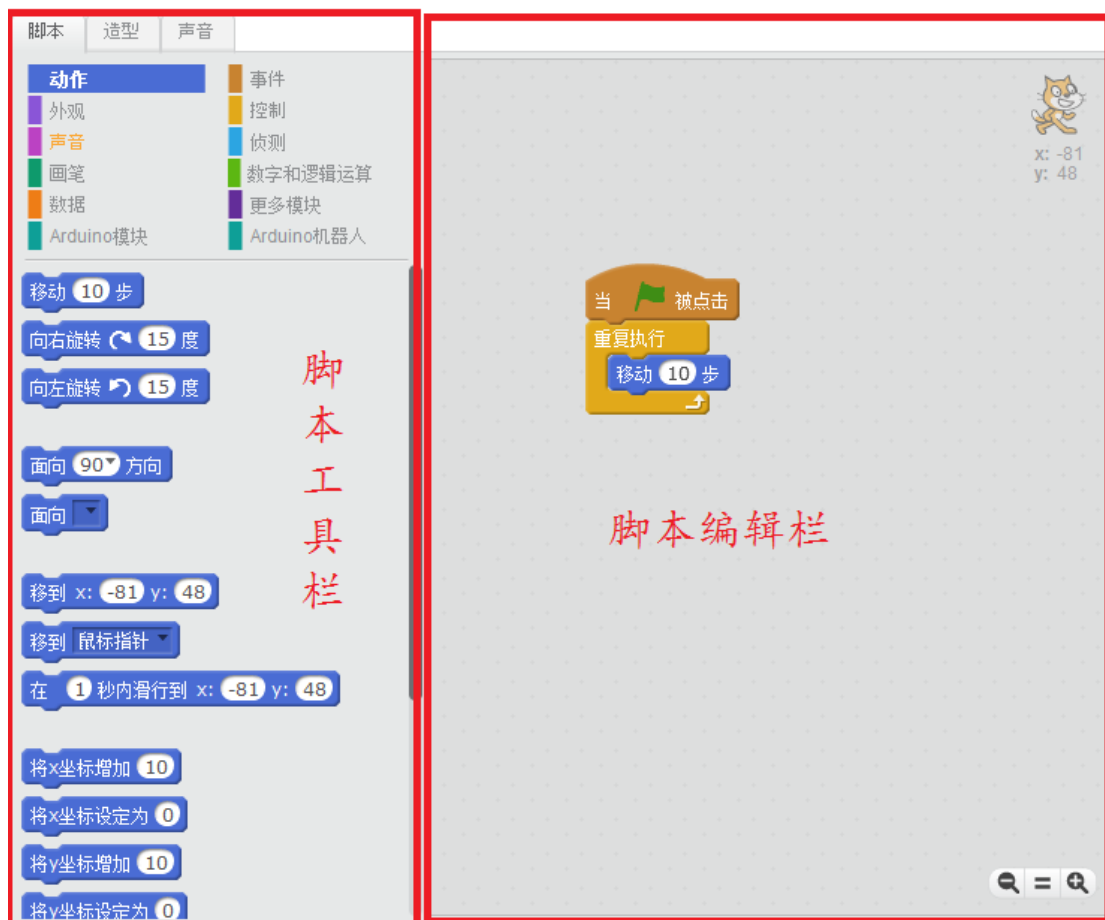 脚本 造型 声音
动作 事件
外观 控制
声音 侦测
画笔 数字和逻辑运算
数据 更多模块
Arduino模块 Arduino机器人
移动 10 步
向右旋转 15 度
向左旋转 15 度
面向 90 方向
面向
移到 x: -81 y: 48
移到 鼠标指针
在 1 秒内滑行到 x: -81 y: 48
将x坐标增加 10
将x坐标设定为 0
将y坐标增加 10
将y坐标设定为 0
脚本工具栏
x: -81
y: 48
当 被点击
重复执行
移动 10 步
脚本编辑栏